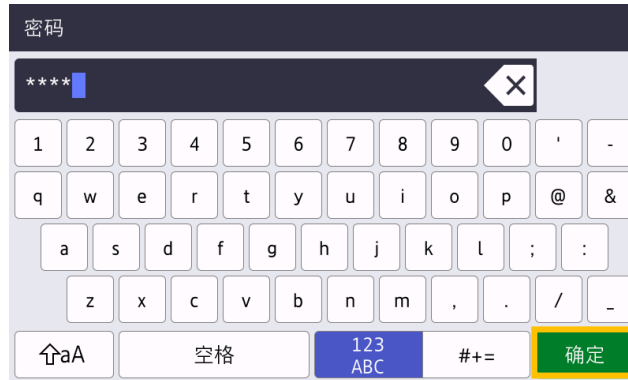 密码
****
1 2 3 4 5 6 7 8 9 0 ' -
q w e r t y u i o p @ &
a s d f g h j k l ; :
z x c v b n m , . / _
aA 空格 123 #+= 确定
ABC